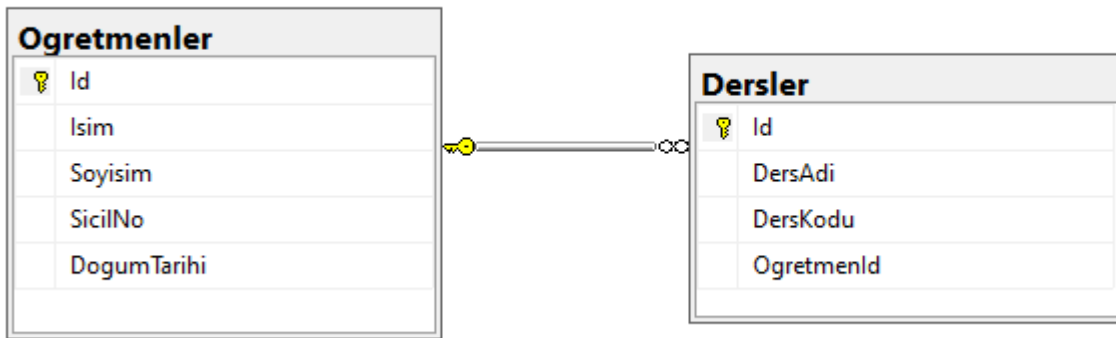 Ogretmenler
Id
Isim
Soyisim
SicilNo
DogumTarihi
Dersler
Id
DersAdi
DersKodu
OgretmenId